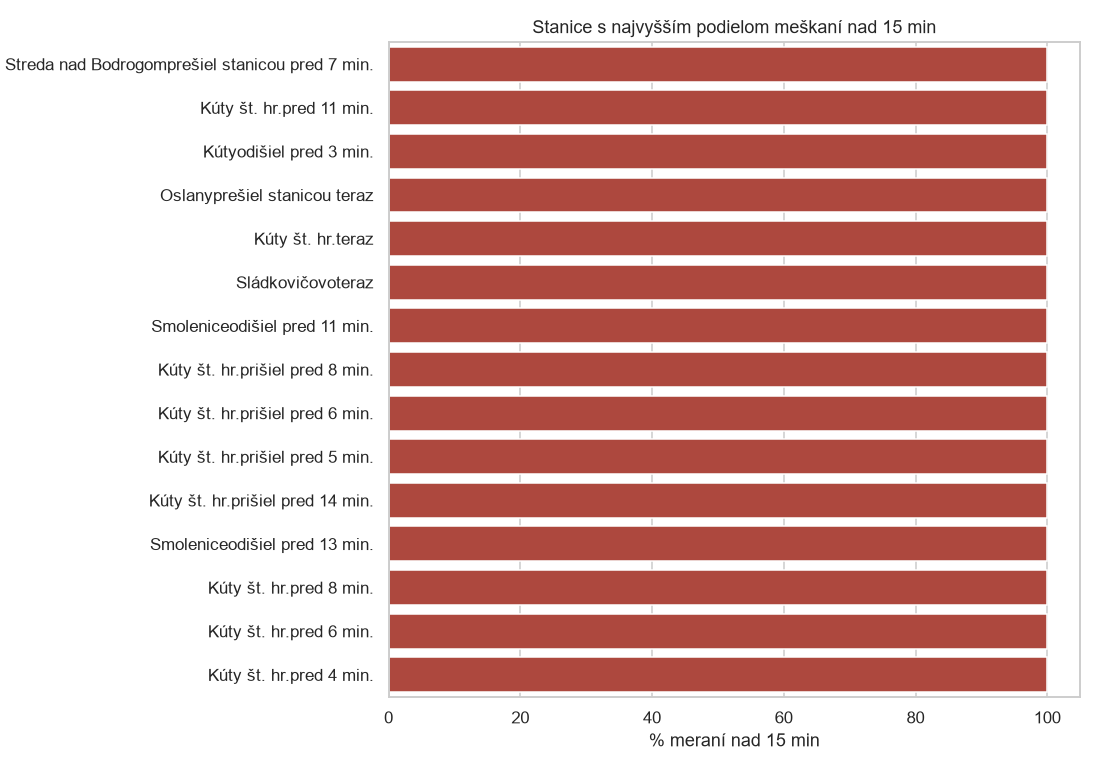 Stanice s najvyšším podielom meškaní nad 15 min
Streda nad Bodrogomprešiel stanicou pred 7 min.
Kúty št. hr.pred 11 min.
Kútyodišiel pred 3 min.
Oslanyprešiel stanicou teraz
Kúty št. hr.teraz
Sládkovičovoteraz
Smoleniceodišiel pred 11 min.
Kúty št. hr.prišiel pred 8 min.
Kúty št. hr.prišiel pred 6 min.
Kúty št. hr.prišiel pred 5 min.
Kúty št. hr.prišiel pred 14 min.
Smoleniceodišiel pred 13 min.
Kúty št. hr.pred 8 min.
Kúty št. hr.pred 6 min.
Kúty št. hr.pred 4 min.
0 20 40 60 80 100
% meraní nad 15 min